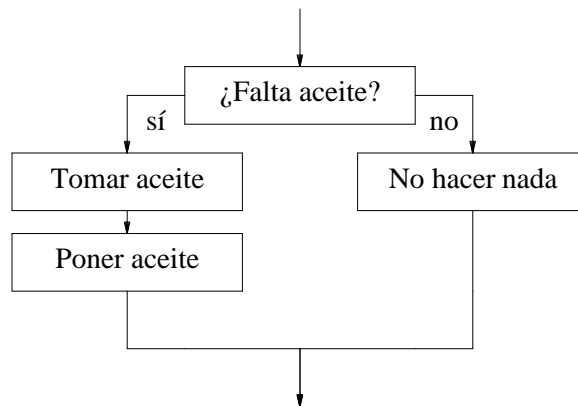 ¿Falta aceite?
sí
no
Tomar aceite
No hacer nada
Poner aceite